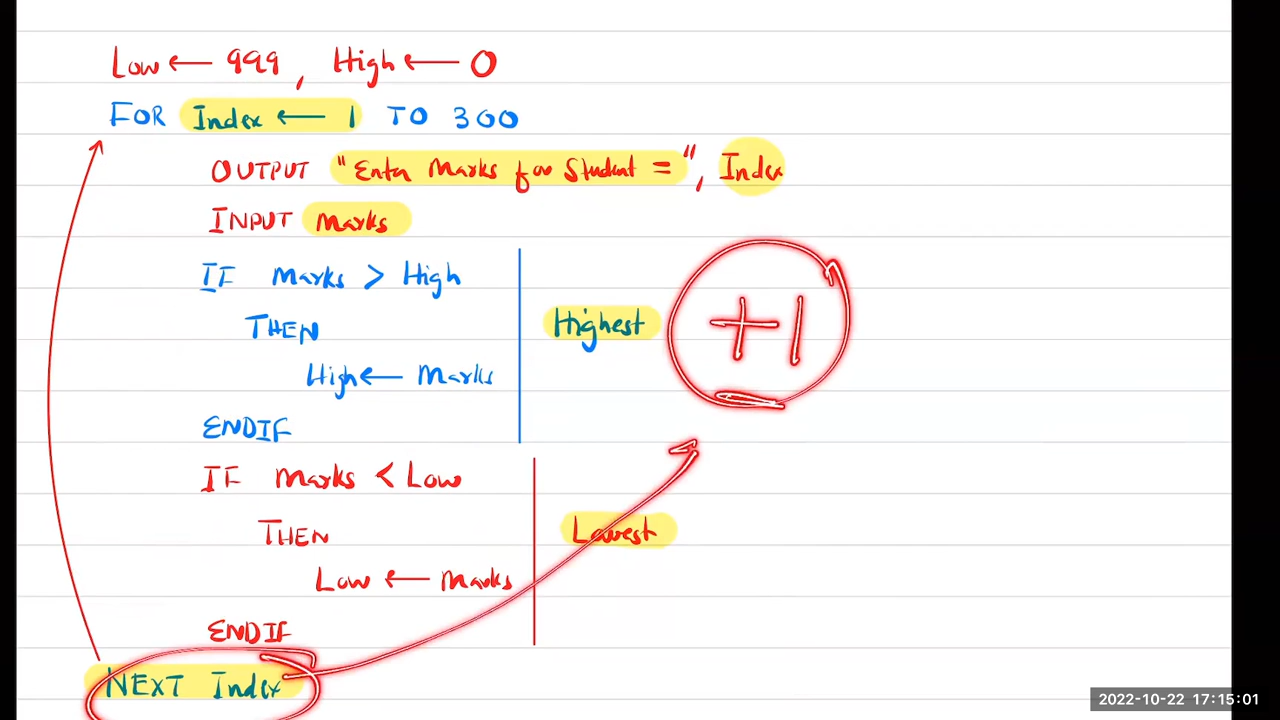 Low ← 999, High ← 0
FOR Index ← 1 TO 300
OUTPUT "Enter Marks for Student = ", Index
INPUT Marks
IF Marks > High
THEN
Highest
+1
High ← Marks
ENDIF
IF Marks < Low
THEN
Lowest
Low ← Marks
ENDIF
NEXT Index
2022-10-22 17:15:01